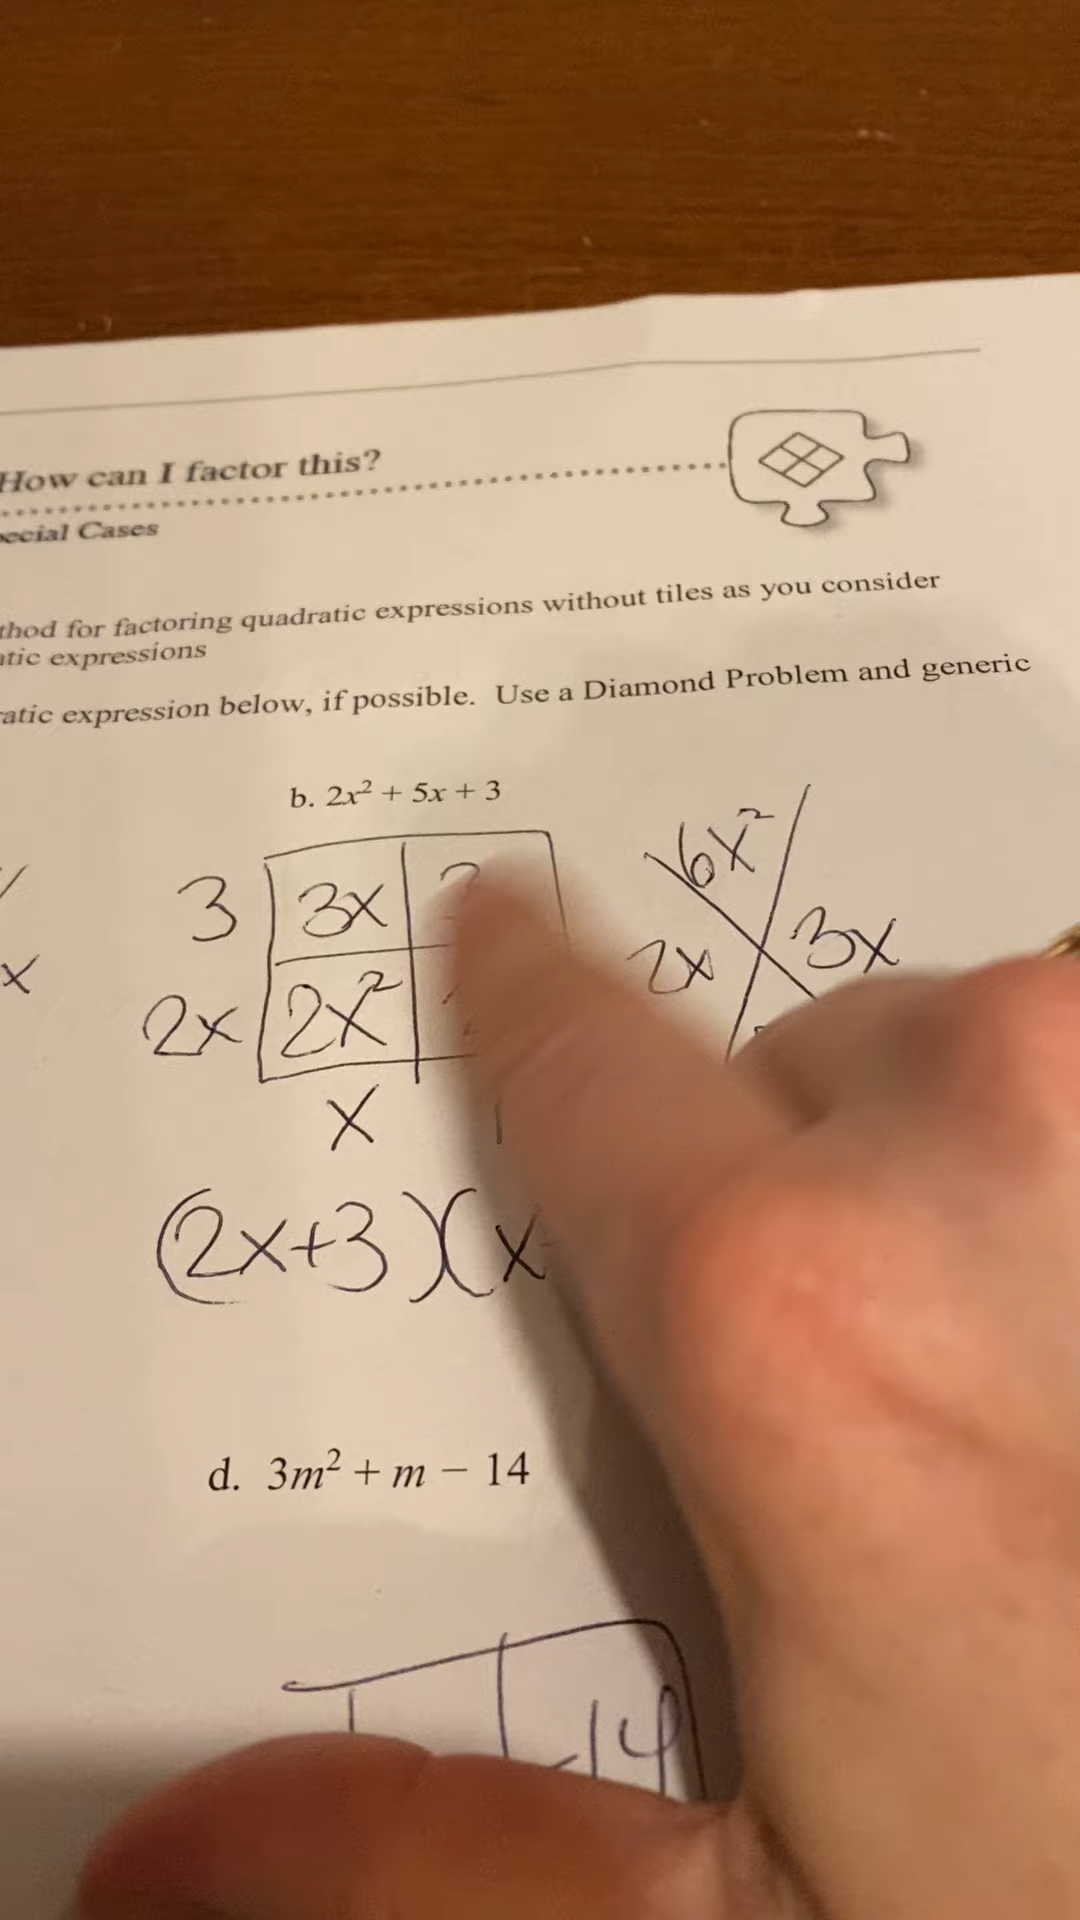 How can I factor this?
Special Cases
thod for factoring quadratic expressions without tiles as you consider
atic expressions
ratic expression below, if possible. Use a Diamond Problem and generic
b. 2x² + 5x + 3
6x²
3 3x
2x 3x
x
2x 2x²
x 1
(2x+3)(x
d. 3m² + m − 14
-14